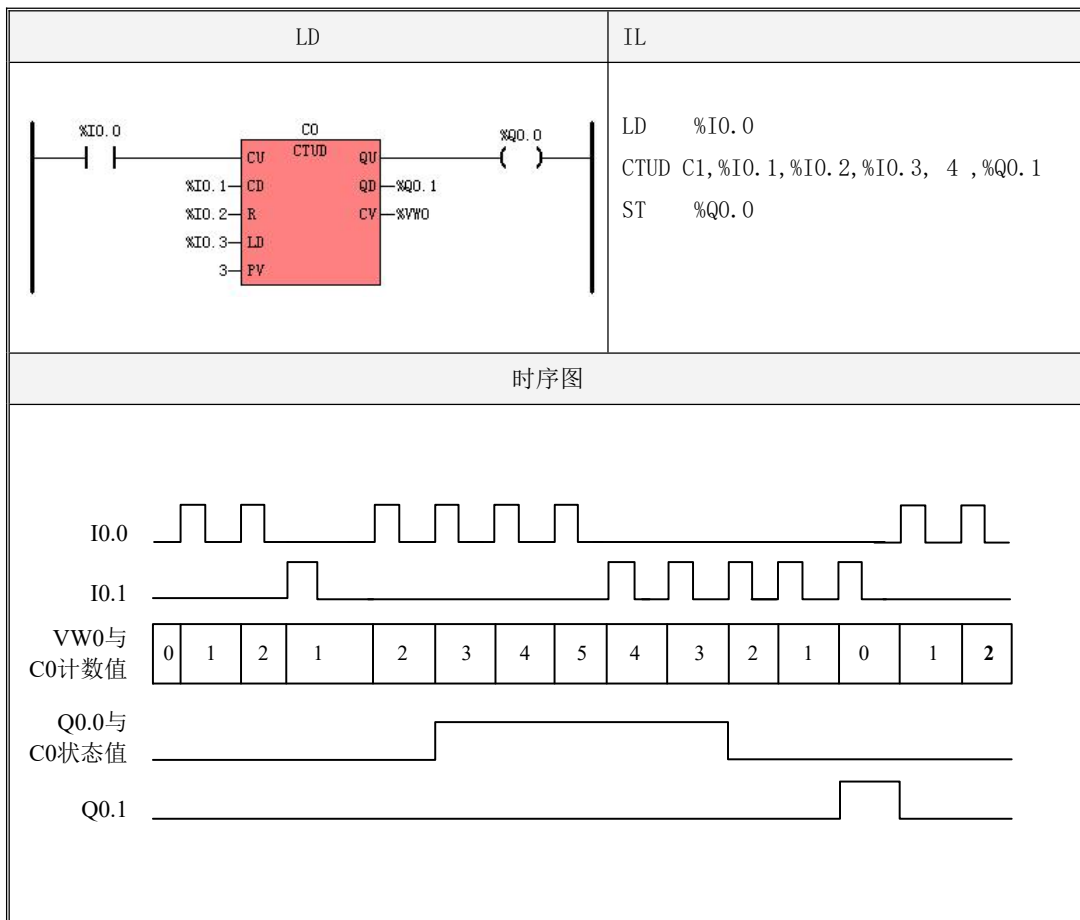 LD
IL
%I0.0
C0
%Q0.0
CU CTUD QU
%I0.1 CD QD %Q0.1
%I0.2 R CV %VW0
%I0.3 LD
3 PV
LD %I0.0
CTUD C1,%I0.1,%I0.2,%I0.3, 4 ,%Q0.1
ST %Q0.0
时序图
I0.0
I0.1
VW0与
C0计数值
0 1 2 1 2 3 4 5 4 3 2 1 0 1 2
Q0.0与
C0状态值
Q0.1